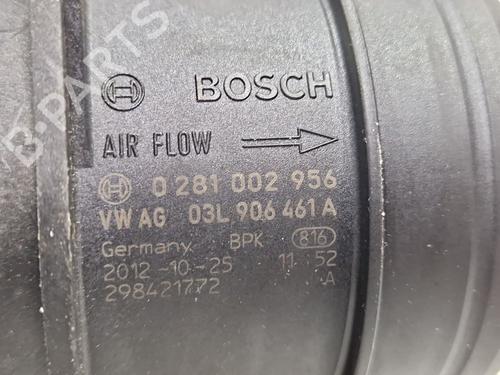 B-PARTS
BOSCH
AIR FLOW
0 281 002 956
VW AG 03L 906 461 A
Germany BPK 816
2012-10-25 11 52
298421772 A